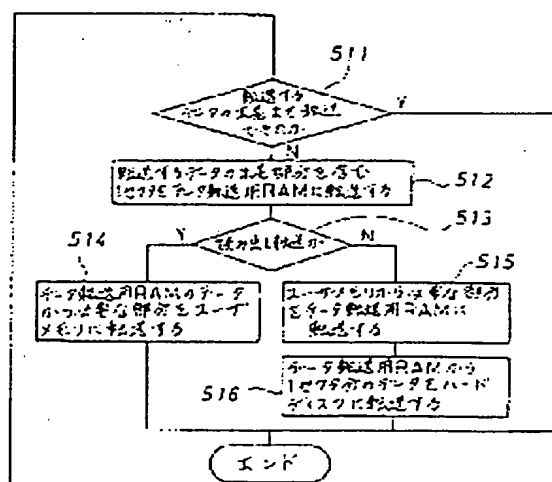 511
転送する
データの末尾まで転送
できたか
Y
N
転送するデータの末尾部分を含む
1セクタをデータ転送用RAMに転送する
512
513
読み出し転送か
Y
N
514
データ転送用RAMのデータ
から必要な部分をユーザ
メモリに転送する
515
ユーザメモリから必要な部分
をデータ転送用RAMに
転送する
データ転送用RAMから
1セクタ分のデータをハード
ディスクに転送する
516
エンド